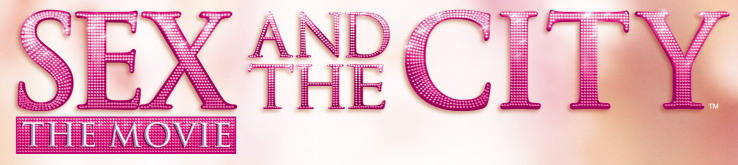 SEX AND THE CITY™
THE MOVIE